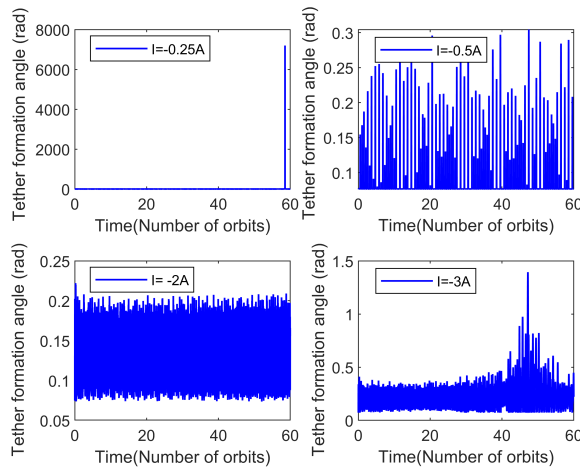 I=-0.25A
Tether formation angle (rad)
8000
6000
4000
2000
0
0 20 40 60
Time(Number of orbits)
I=-0.5A
Tether formation angle (rad)
0.3
0.25
0.2
0.15
0.1
0 20 40 60
Time(Number of orbits)
I= -2A
Tether formation angle (rad)
0.25
0.2
0.15
0.1
0.05
0 20 40 60
Time(Number of orbits)
I=-3A
Tether formation angle (rad)
1.5
1
0.5
0
0 20 40 60
Time(Number of orbits)